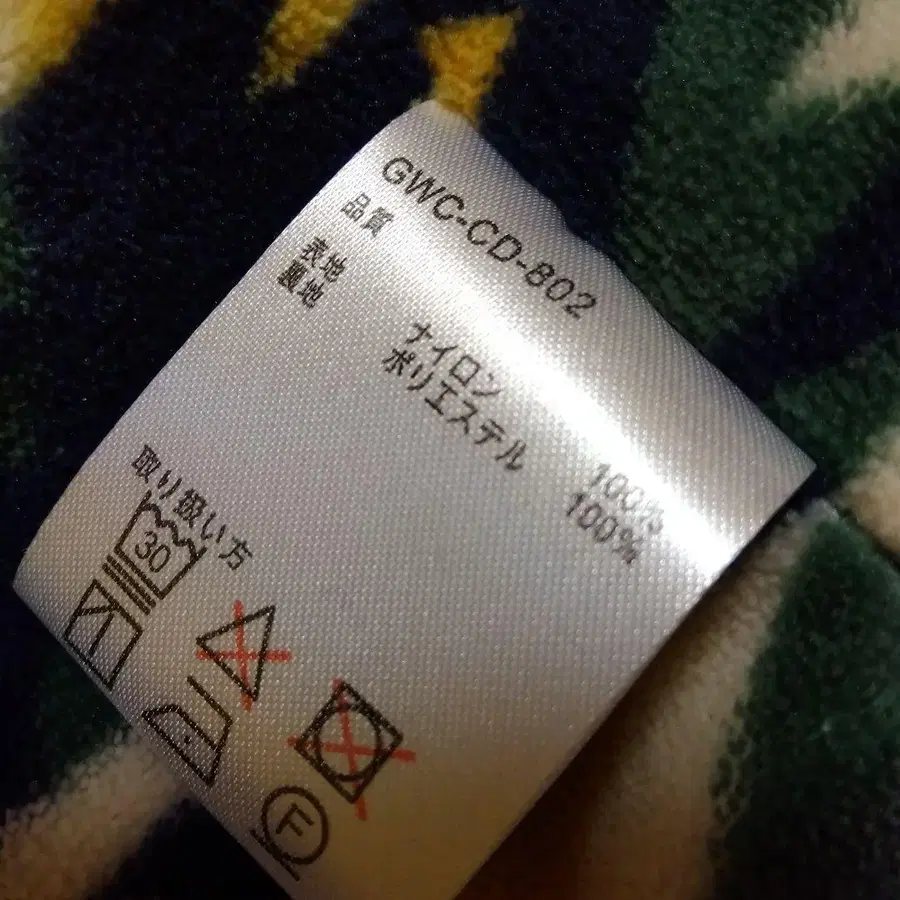 GWC-CD-802
品質
表地 ナイロン 100%
裏地 ポリエステル 100%
取り扱い方
30
F